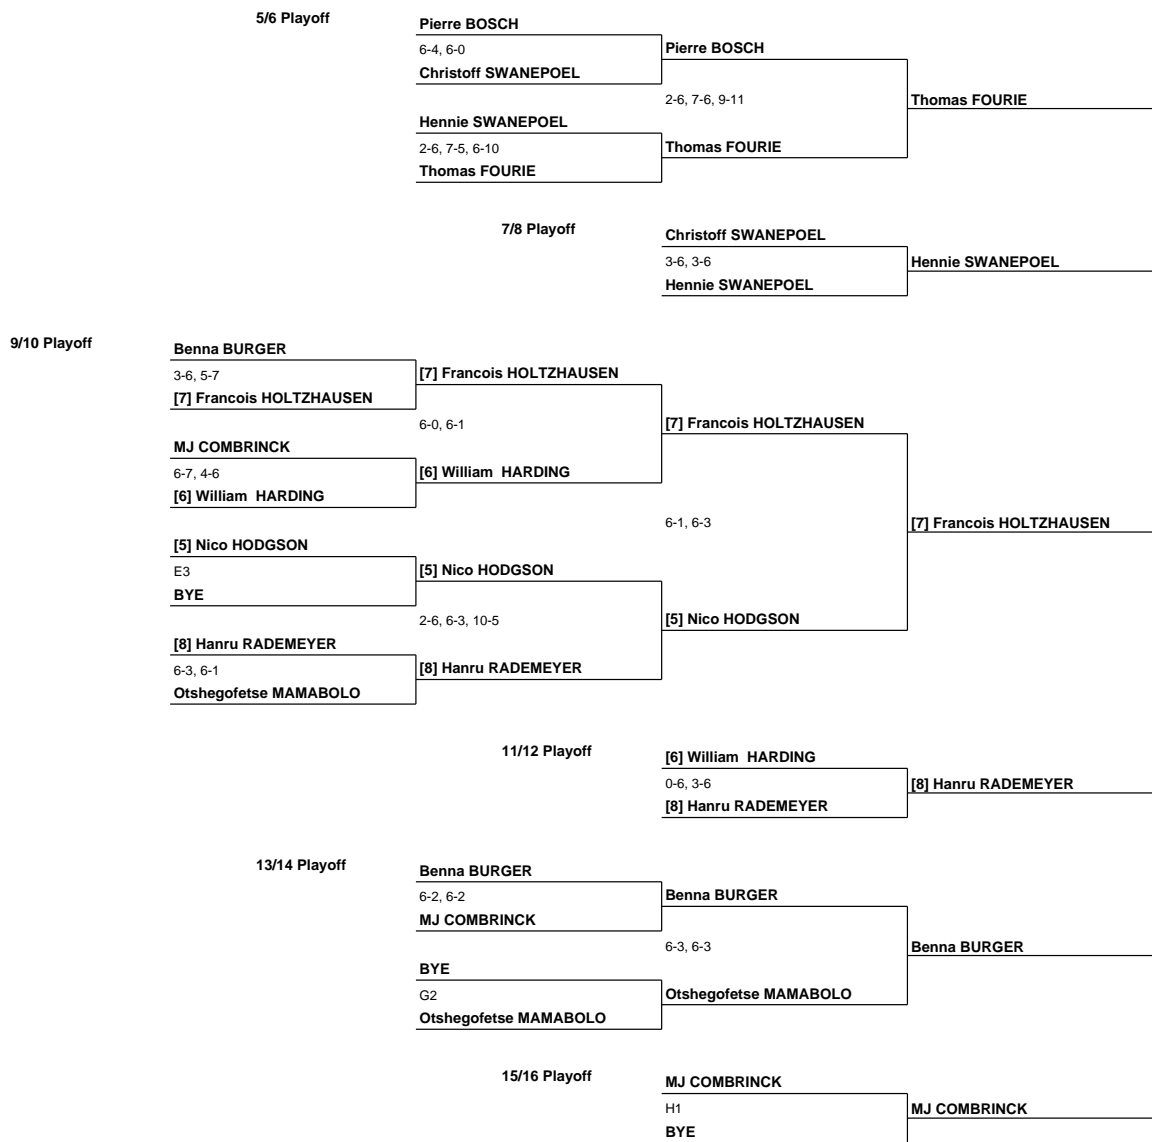 5/6 Playoff
Pierre BOSCH
6-4, 6-0
Pierre BOSCH
Christoff SWANEPOEL
2-6, 7-6, 9-11
Thomas FOURIE
Hennie SWANEPOEL
2-6, 7-5, 6-10
Thomas FOURIE
Thomas FOURIE
7/8 Playoff
Christoff SWANEPOEL
3-6, 3-6
Hennie SWANEPOEL
Hennie SWANEPOEL
9/10 Playoff
Benna BURGER
3-6, 5-7
[7] Francois HOLTZHAUSEN
[7] Francois HOLTZHAUSEN
6-0, 6-1
[7] Francois HOLTZHAUSEN
MJ COMBRINCK
6-7, 4-6
[6] William  HARDING
[6] William  HARDING
6-1, 6-3
[7] Francois HOLTZHAUSEN
[5] Nico HODGSON
E3
[5] Nico HODGSON
BYE
2-6, 6-3, 10-5
[5] Nico HODGSON
[8] Hanru RADEMEYER
6-3, 6-1
[8] Hanru RADEMEYER
Otshegofetse MAMABOLO
11/12 Playoff
[6] William  HARDING
0-6, 3-6
[8] Hanru RADEMEYER
[8] Hanru RADEMEYER
13/14 Playoff
Benna BURGER
6-2, 6-2
Benna BURGER
MJ COMBRINCK
6-3, 6-3
Benna BURGER
BYE
G2
Otshegofetse MAMABOLO
Otshegofetse MAMABOLO
15/16 Playoff
MJ COMBRINCK
H1
MJ COMBRINCK
BYE